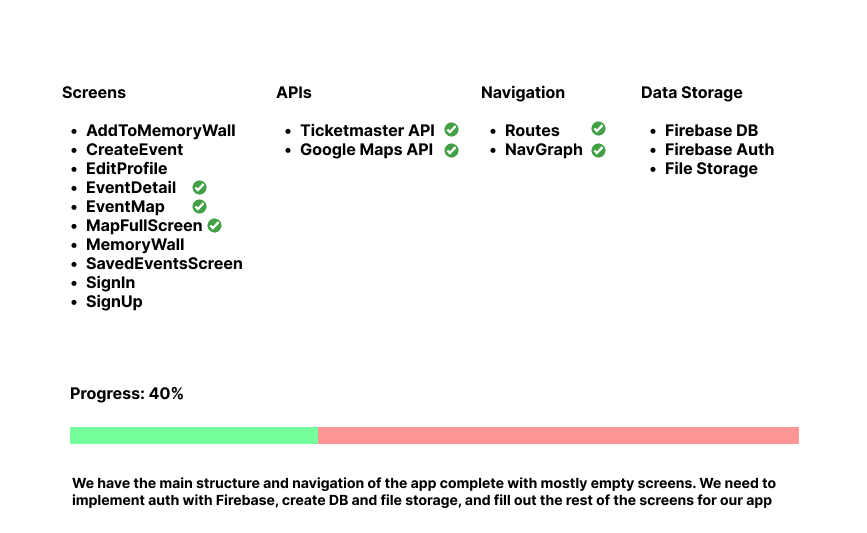 Screens
• AddToMemoryWall
• CreateEvent
• EditProfile
• EventDetail
• EventMap
• MapFullScreen
• MemoryWall
• SavedEventsScreen
• SignIn
• SignUp
APIs
• Ticketmaster API
• Google Maps API
Navigation
• Routes
• NavGraph
Data Storage
• Firebase DB
• Firebase Auth
• File Storage
Progress: 40%
We have the main structure and navigation of the app complete with mostly empty screens. We need to
implement auth with Firebase, create DB and file storage, and fill out the rest of the screens for our app